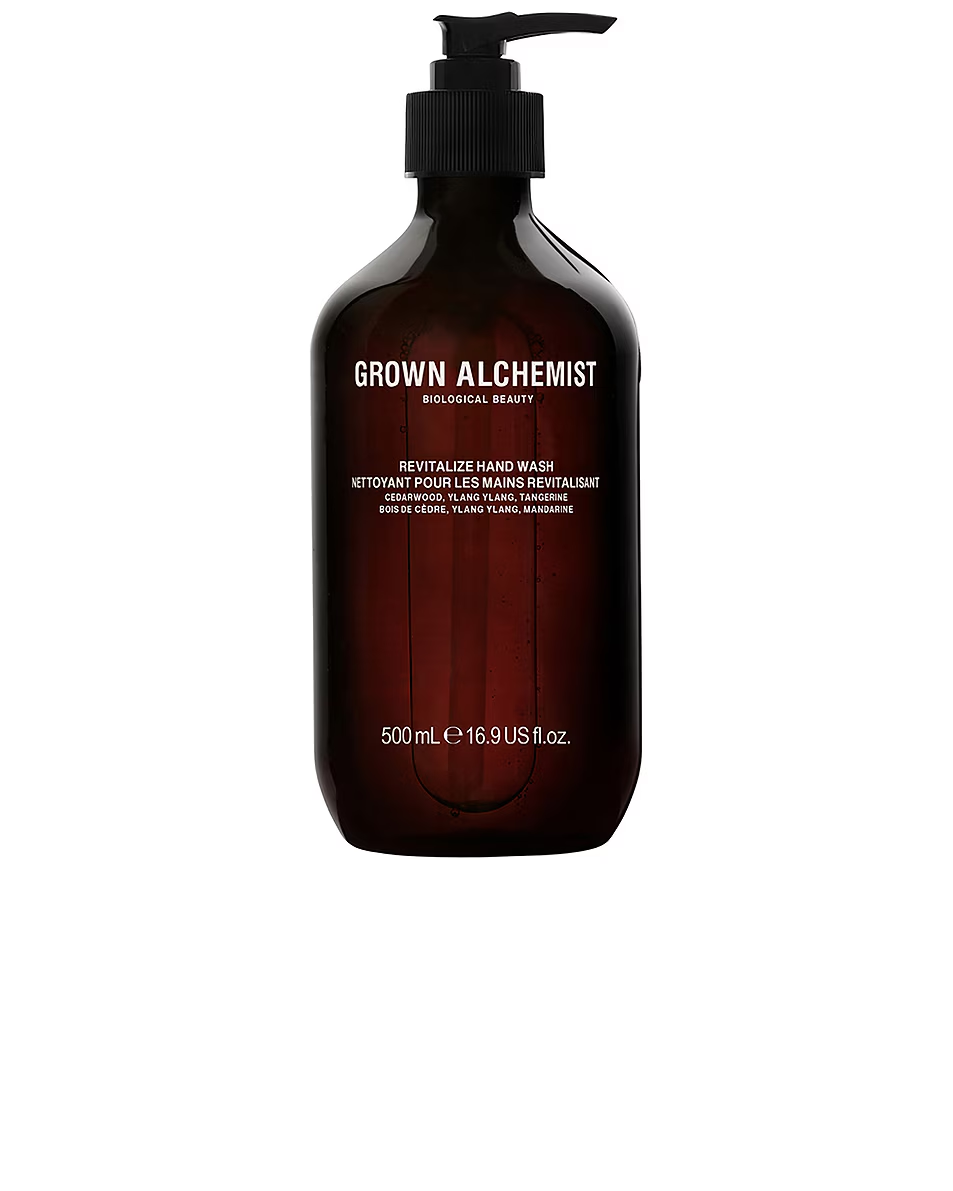 GROWN ALCHEMIST
BIOLOGICAL BEAUTY
REVITALIZE HAND WASH
NETTOYANT POUR LES MAINS REVITALISANT
CEDARWOOD, YLANG YLANG, TANGERINE
BOIS DE CÈDRE, YLANG YLANG, MANDARINE
500 mL ℮ 16.9 US fl.oz.